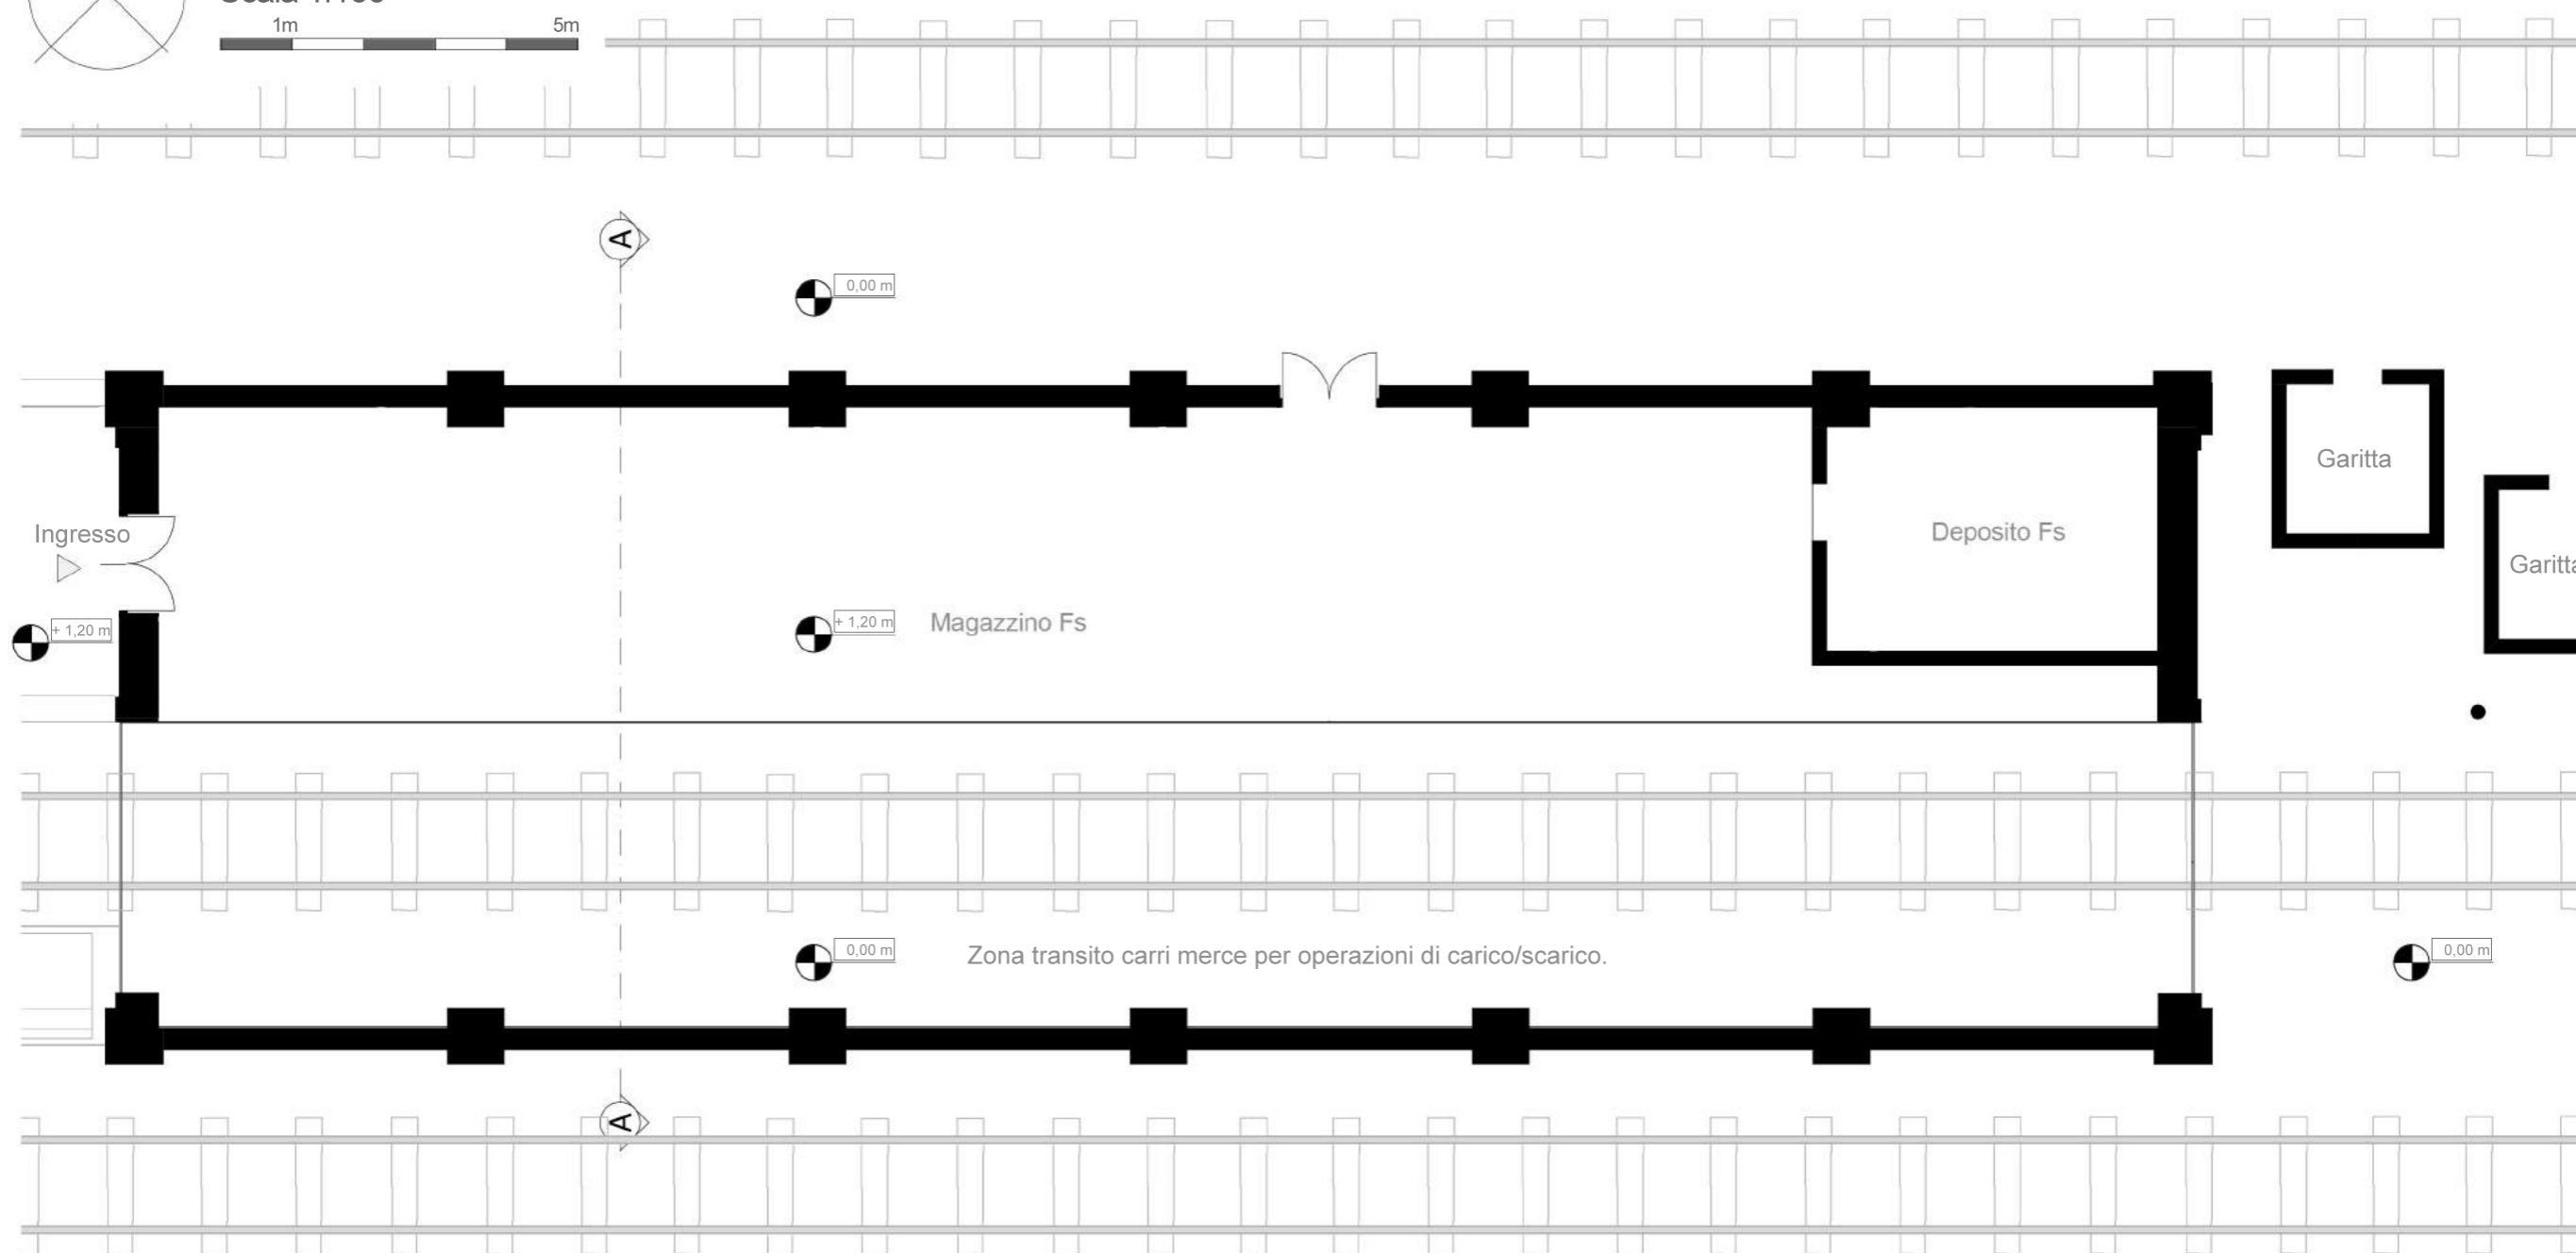 1m 5m
A
0,00 m
Garitta
Ingresso
Deposito Fs
Garitta
+ 1,20 m
+ 1,20 m
Magazzino Fs
0,00 m
Zona transito carri merce per operazioni di carico/scarico.
0,00 m
A